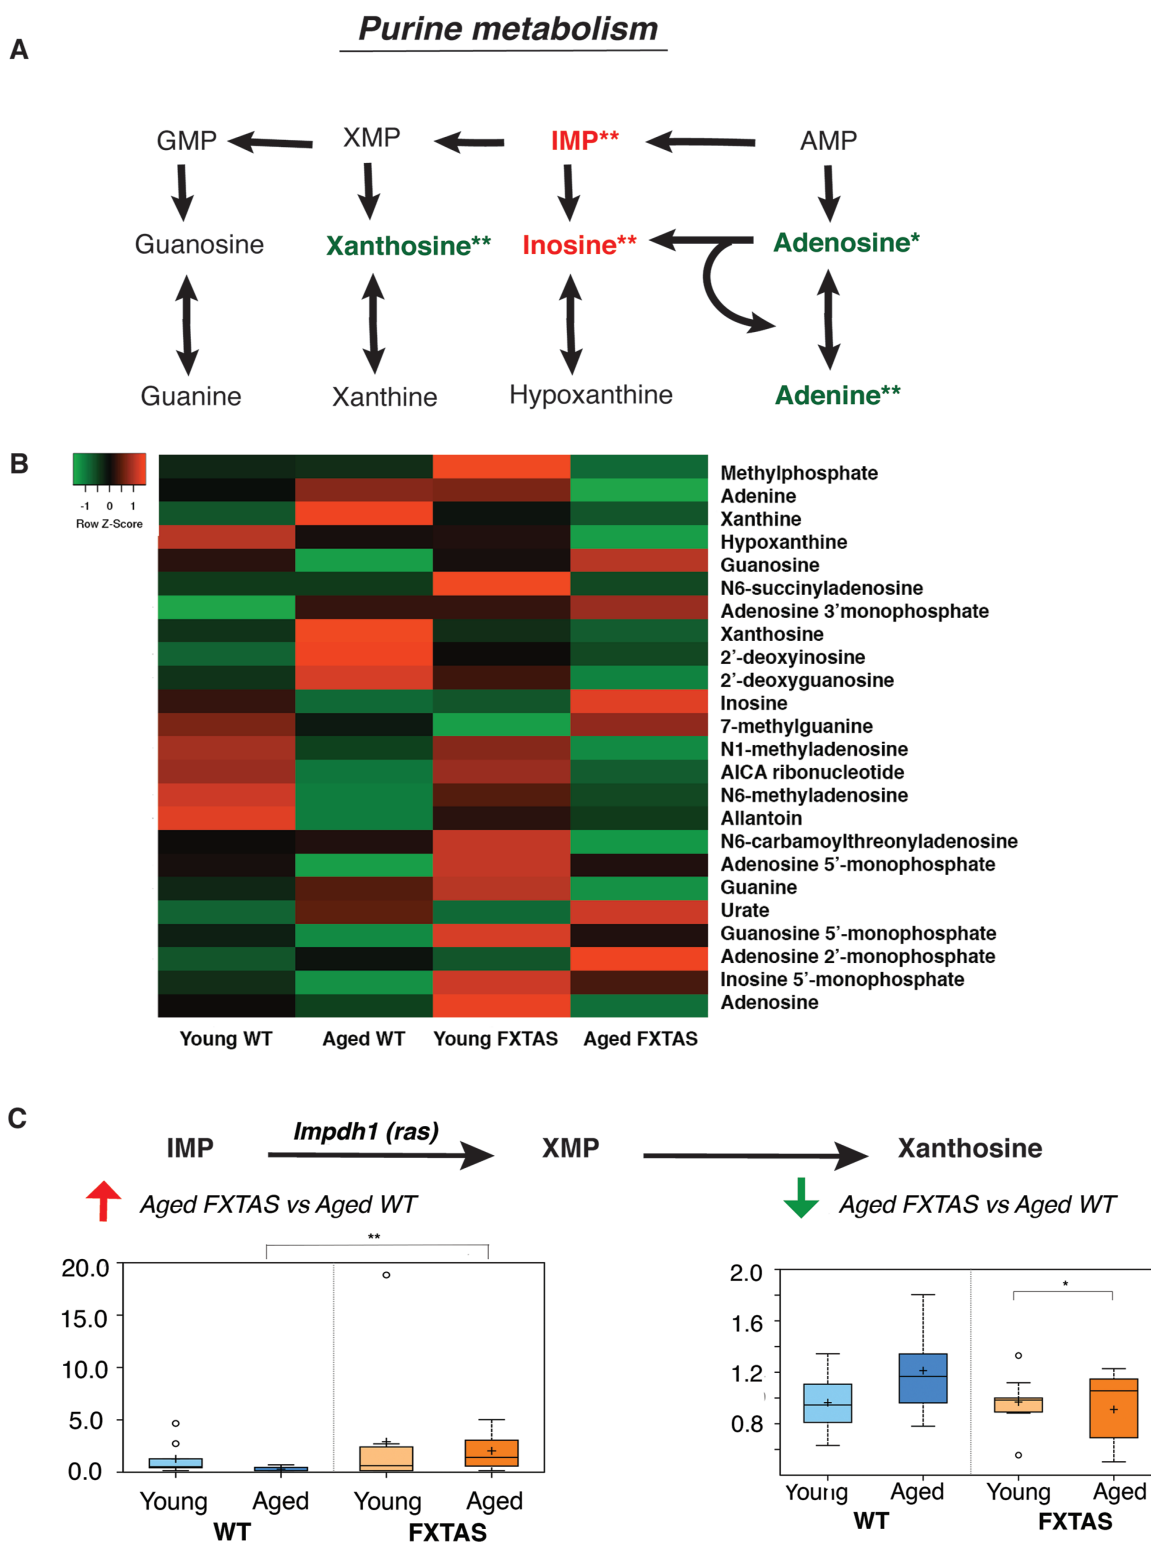 Purine metabolism
A
GMP
XMP
IMP**
AMP
Guanosine
Xanthosine**
Inosine**
Adenosine*
Guanine
Xanthine
Hypoxanthine
Adenine**
B
-1 0 1
Row Z-Score
Methylphosphate
Adenine
Xanthine
Hypoxanthine
Guanosine
N6-succinyladenosine
Adenosine 3’monophosphate
Xanthosine
2’-deoxyinosine
2’-deoxyguanosine
Inosine
7-methylguanine
N1-methyladenosine
AICA ribonucleotide
N6-methyladenosine
Allantoin
N6-carbamoylthreonyladenosine
Adenosine 5’-monophosphate
Guanine
Urate
Guanosine 5’-monophosphate
Adenosine 2’-monophosphate
Inosine 5’-monophosphate
Adenosine
Young WT Aged WT Young FXTAS Aged FXTAS
C
IMP
Impdh1 (ras)
XMP
Xanthosine
Aged FXTAS vs Aged WT
Aged FXTAS vs Aged WT
**
20.0
15.0
10.0
5.0
0.0
Young Aged Young Aged
WT FXTAS
*
2.0
1.6
1.2
0.8
Young Aged Young Aged
WT FXTAS